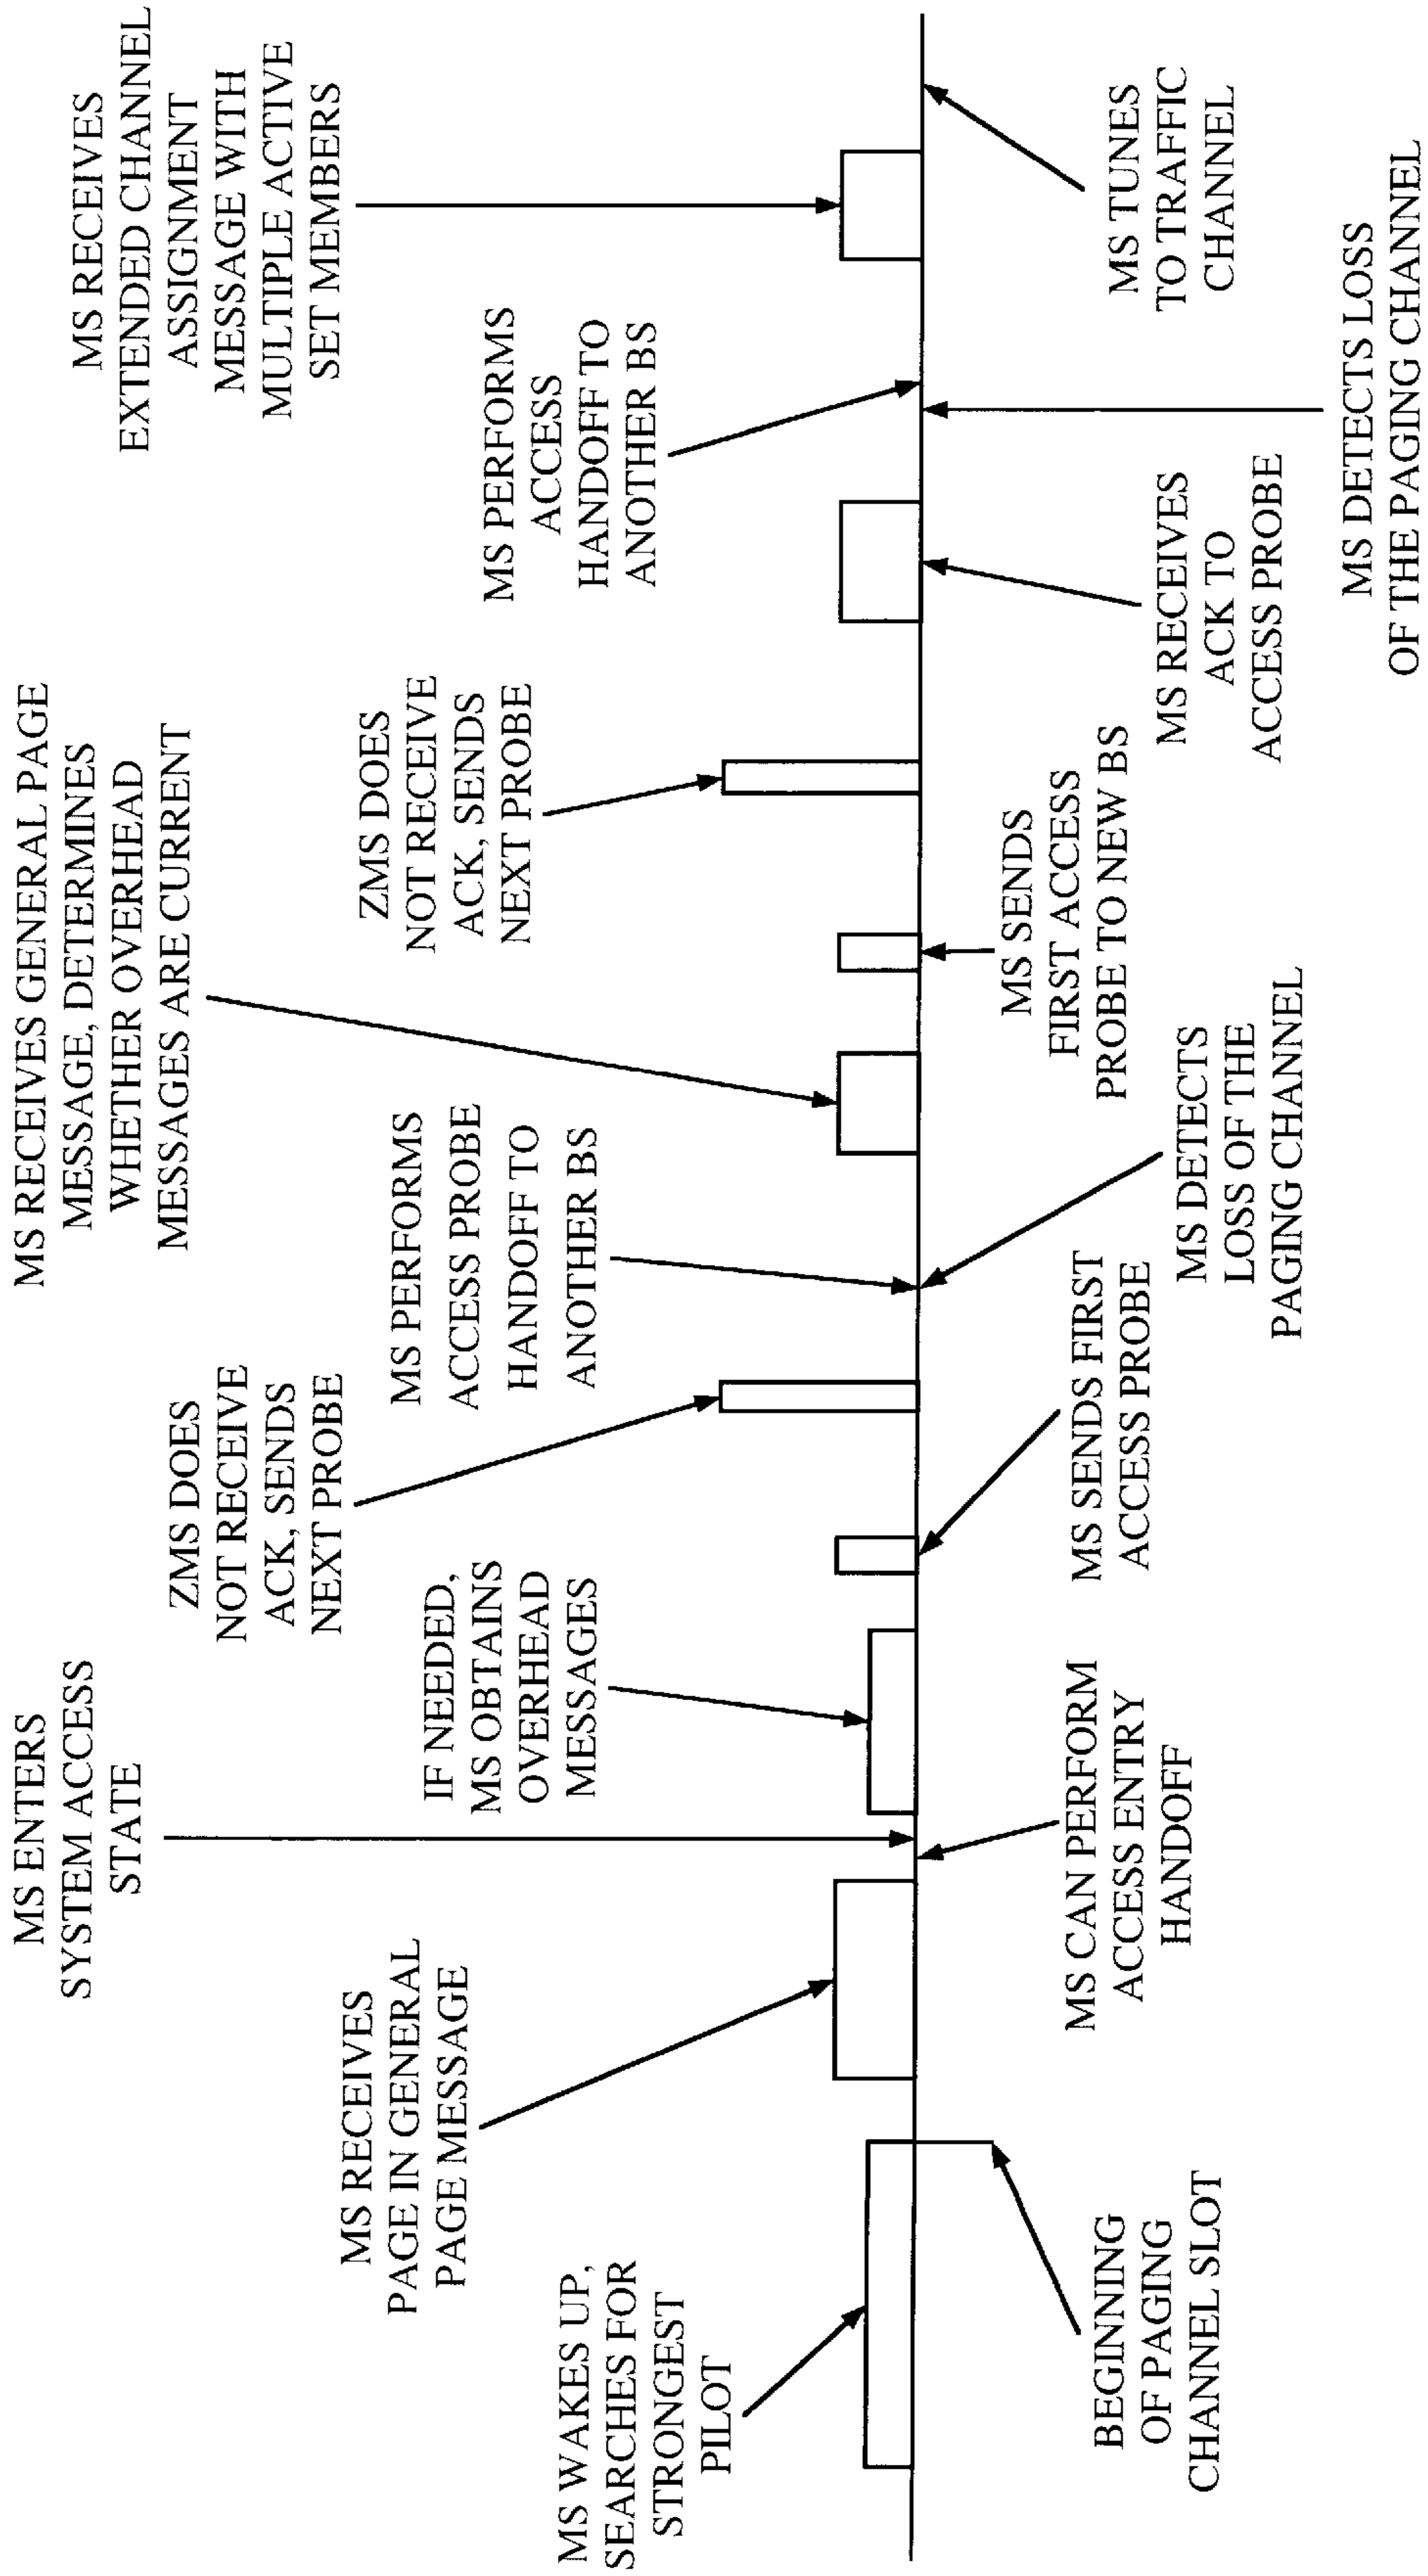 MS WAKES UP,
SEARCHES FOR
STRONGEST
PILOT
BEGINNING
OF PAGING
CHANNEL SLOT
MS RECEIVES
PAGE IN GENERAL
PAGE MESSAGE
MS ENTERS
SYSTEM ACCESS
STATE
MS CAN PERFORM
ACCESS ENTRY
HANDOFF
IF NEEDED,
MS OBTAINS
OVERHEAD
MESSAGES
MS SENDS FIRST
ACCESS PROBE
ZMS DOES
NOT RECEIVE
ACK, SENDS
NEXT PROBE
MS PERFORMS
ACCESS PROBE
HANDOFF TO
ANOTHER BS
MS DETECTS
LOSS OF THE
PAGING CHANNEL
MS RECEIVES GENERAL PAGE
MESSAGE, DETERMINES
WHETHER OVERHEAD
MESSAGES ARE CURRENT
MS SENDS
FIRST ACCESS
PROBE TO NEW BS
ZMS DOES
NOT RECEIVE
ACK, SENDS
NEXT PROBE
MS RECEIVES
ACK TO
ACCESS PROBE
MS PERFORMS
ACCESS
HANDOFF TO
ANOTHER BS
MS DETECTS LOSS
OF THE PAGING CHANNEL
MS RECEIVES
EXTENDED CHANNEL
ASSIGNMENT
MESSAGE WITH
MULTIPLE ACTIVE
SET MEMBERS
MS TUNES
TO TRAFFIC
CHANNEL